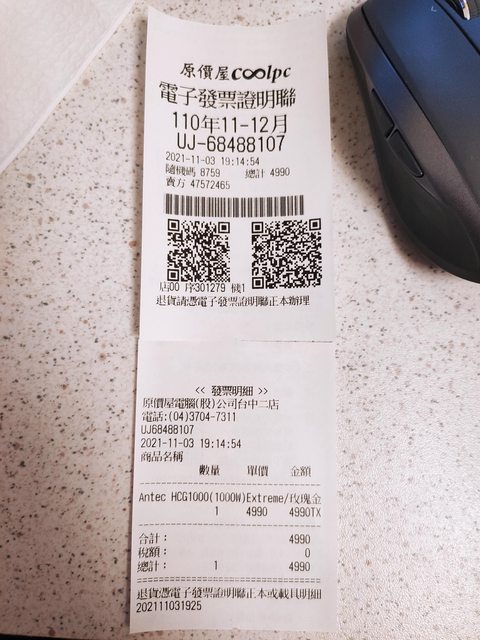 原價屋coolpc
電子發票證明聯
110年11-12月
UJ-68488107
2021-11-03 19:14:54
隨機碼 8759 總計 4990
賣方 47572465
店00 序301279 機1
退貨請憑電子發票證明聯正本辦理
<< 發票明細 >>
原價屋電腦(股)公司台中二店
電話:(04)3704-7311
UJ68488107
2021-11-03 19:14:54
商品名稱
數量 單價 金額
Antec HCG1000(1000W)Extreme/玫瑰金
1 4990 4990TX
合計： 4990
稅額： 0
總計： 1 4990
退貨憑電子發票證明聯正本或載具明細
202111031925